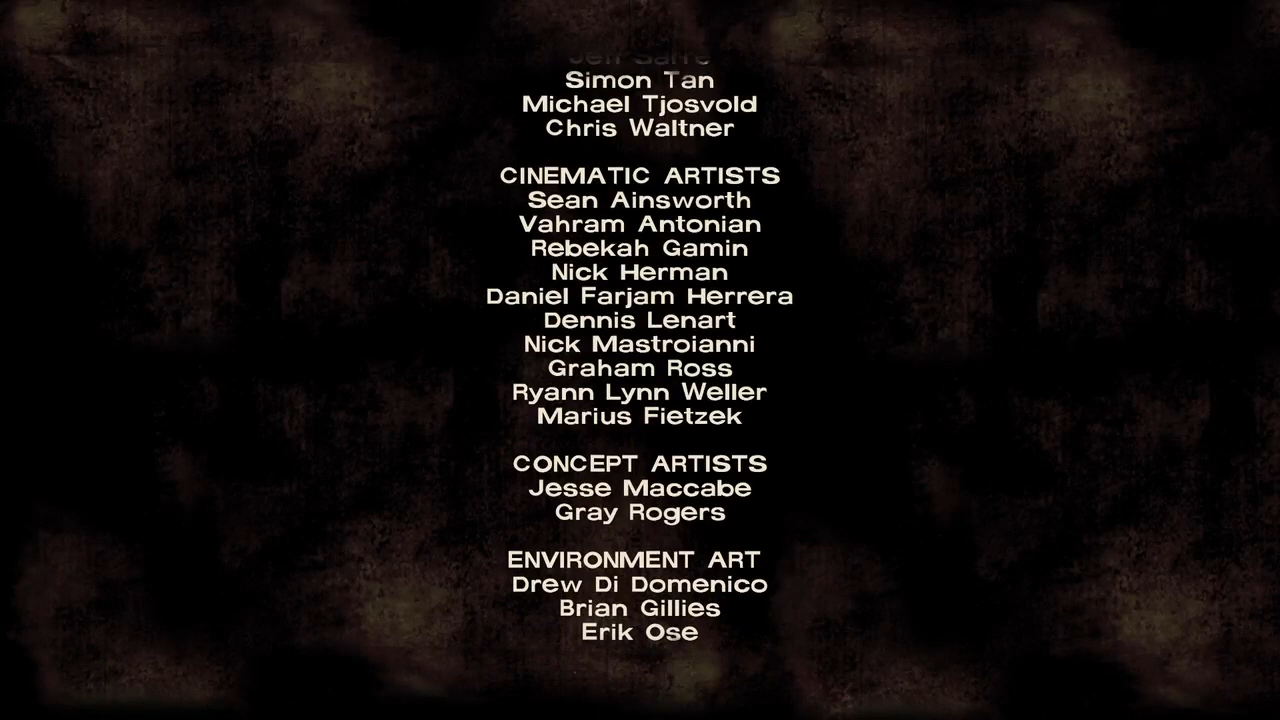 Simon Tan
Michael Tjosvold
Chris Waltner
CINEMATIC ARTISTS
Sean Ainsworth
Vahram Antonian
Rebekah Gamin
Nick Herman
Daniel Farjam Herrera
Dennis Lenart
Nick Mastroianni
Graham Ross
Ryann Lynn Weller
Marius Fietzek
CONCEPT ARTISTS
Jesse Maccabe
Gray Rogers
ENVIRONMENT ART
Drew Di Domenico
Brian Gillies
Erik Ose